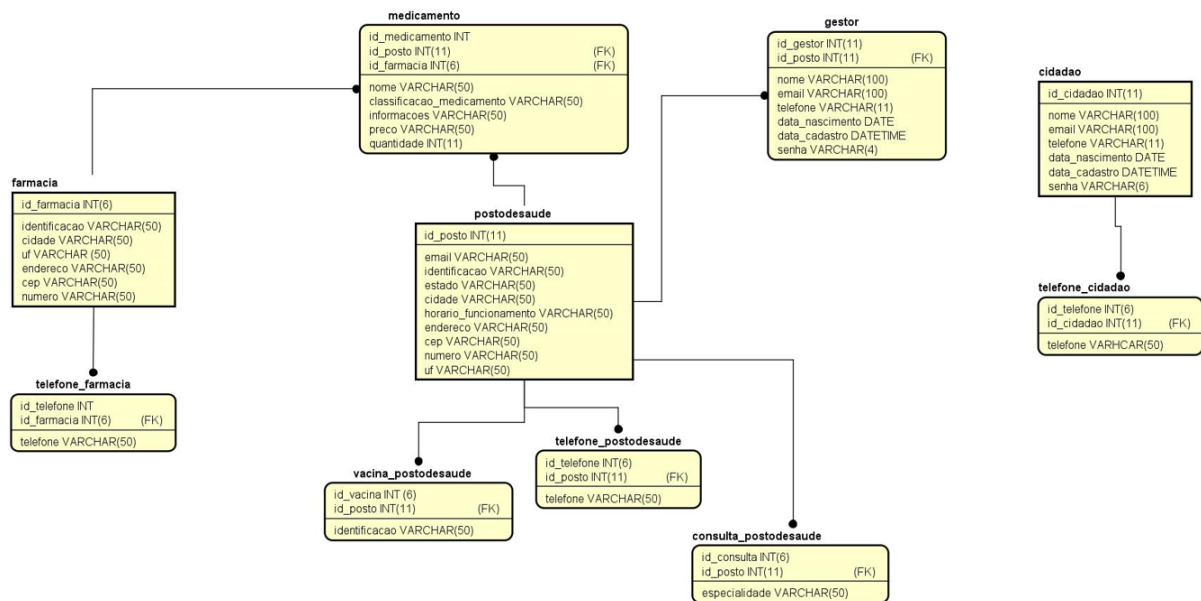 medicamento
id_medicamento INT
id_posto INT(11) (FK)
id_farmacia INT(6) (FK)
nome VARCHAR(50)
classificacao_medicamento VARCHAR(50)
informacoes VARCHAR(50)
preco VARCHAR(50)
quantidade INT(11)
gestor
id_gestor INT(11)
id_posto INT(11) (FK)
nome VARCHAR(100)
email VARCHAR(100)
telefone VARCHAR(11)
data_nascimento DATE
data_cadastro DATETIME
senha VARCHAR(4)
cidadao
id_cidadao INT(11)
nome VARCHAR(100)
email VARCHAR(100)
telefone VARCHAR(11)
data_nascimento DATE
data_cadastro DATETIME
senha VARCHAR(6)
farmacia
id_farmacia INT(6)
identificacao VARCHAR(50)
cidade VARCHAR(50)
uf VARCHAR (50)
endereco VARCHAR(50)
cep VARCHAR(50)
numero VARCHAR(50)
postodesaude
id_posto INT(11)
email VARCHAR(50)
identificacao VARCHAR(50)
estado VARCHAR(50)
cidade VARCHAR(50)
horario_funcionamento VARCHAR(50)
endereco VARCHAR(50)
cep VARCHAR(50)
numero VARCHAR(50)
uf VARCHAR(50)
telefone_cidadao
id_telefone INT(6)
id_cidadao INT(11) (FK)
telefone VARHCAR(50)
telefone_farmacia
id_telefone INT
id_farmacia INT(6) (FK)
telefone VARCHAR(50)
vacina_postodesaude
id_vacina INT (6)
id_posto INT(11) (FK)
identificacao VARCHAR(50)
telefone_postodesaude
id_telefone INT(6)
id_posto INT(11) (FK)
telefone VARCHAR(50)
consulta_postodesaude
id_consulta INT(6)
id_posto INT(11) (FK)
especialidade VARCHAR(50)